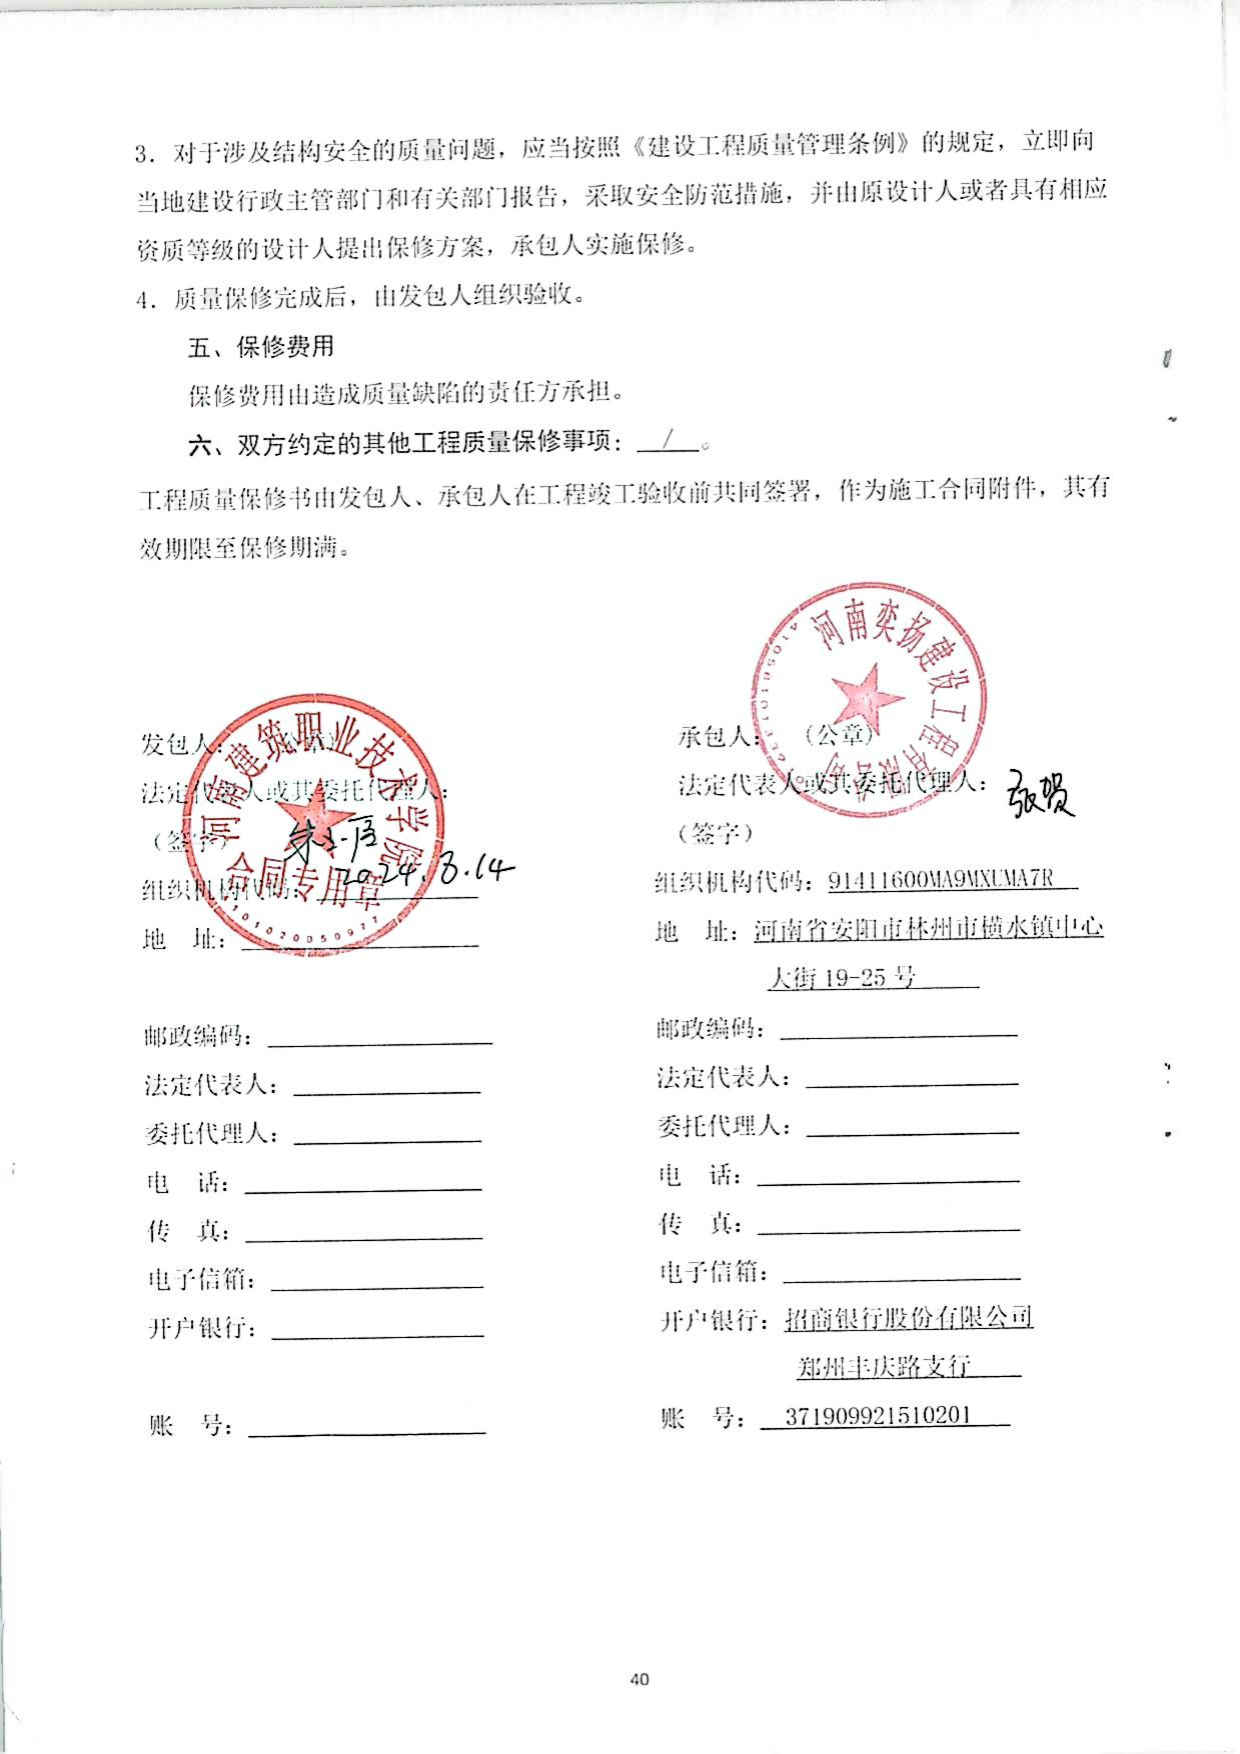 3. 对于涉及结构安全的质量问题，应当按照《建设工程质量管理条例》的规定，立即向
当地建设行政主管部门和有关部门报告，采取安全防范措施，并由原设计人或者具有相应
资质等级的设计人提出保修方案，承包人实施保修。
4. 质量保修完成后，由发包人组织验收。
五、保修费用
保修费用由造成质量缺陷的责任方承担。
六、双方约定的其他工程质量保修事项： / 。
工程质量保修书由发包人、承包人在工程竣工验收前共同签署，作为施工合同附件，其有
效期限至保修期满。
河南建筑职业技术学院
合同专用章
发包人：
法定代表人或其委托代理人：
（签字）
2024.3.14
组织机构代码：
地 址：
邮政编码：
法定代表人：
委托代理人：
电 话：
传 真：
电子信箱：
开户银行：
账 号：
河南奕扬建设工程有限公司
承包人：（公章）
法定代表人或其委托代理人：张贺
（签字）
组织机构代码：91411600MA9MXUMA7R
地 址：河南省安阳市林州市横水镇中心
大街 19-25 号
邮政编码：
法定代表人：
委托代理人：
电 话：
传 真：
电子信箱：
开户银行：招商银行股份有限公司
郑州丰庆路支行
账 号：371909921510201
40